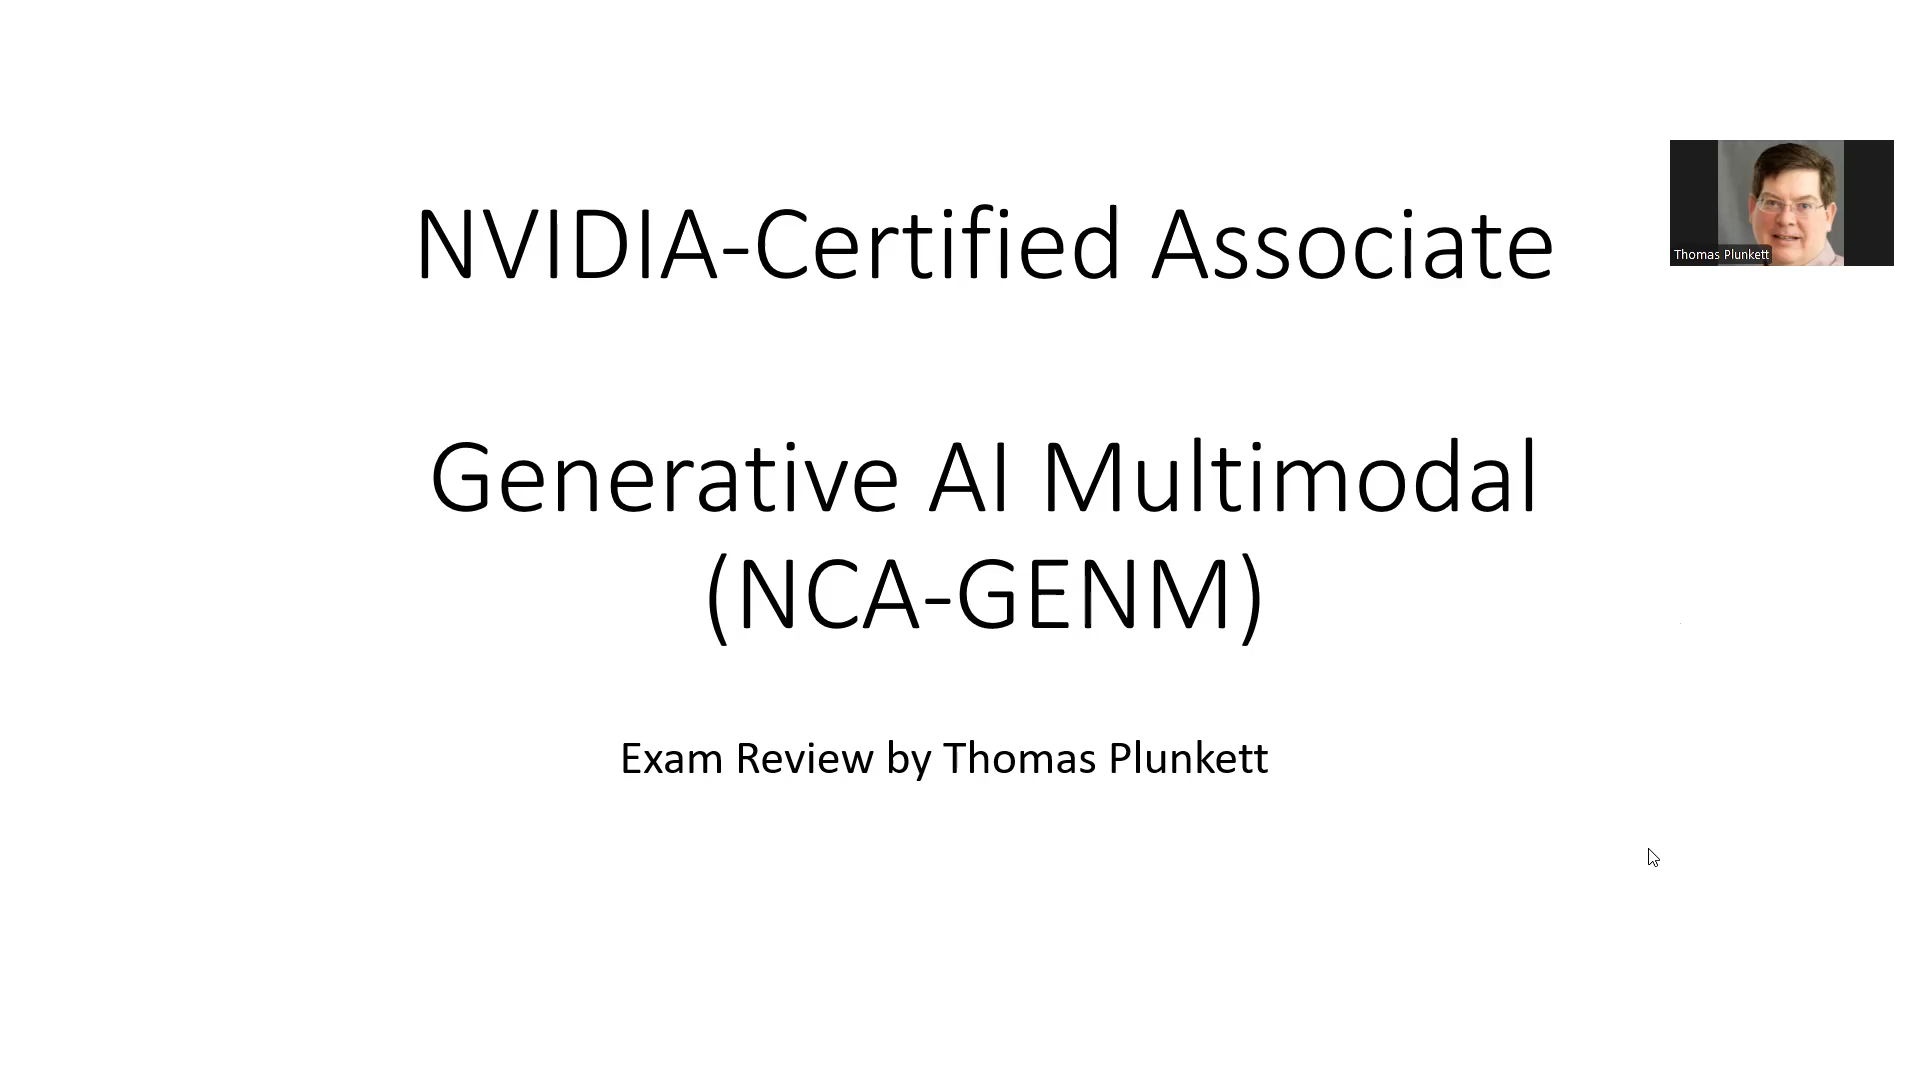 NVIDIA-Certified Associate
Thomas Plunkett
Generative AI Multimodal
(NCA-GENM)
Exam Review by Thomas Plunkett